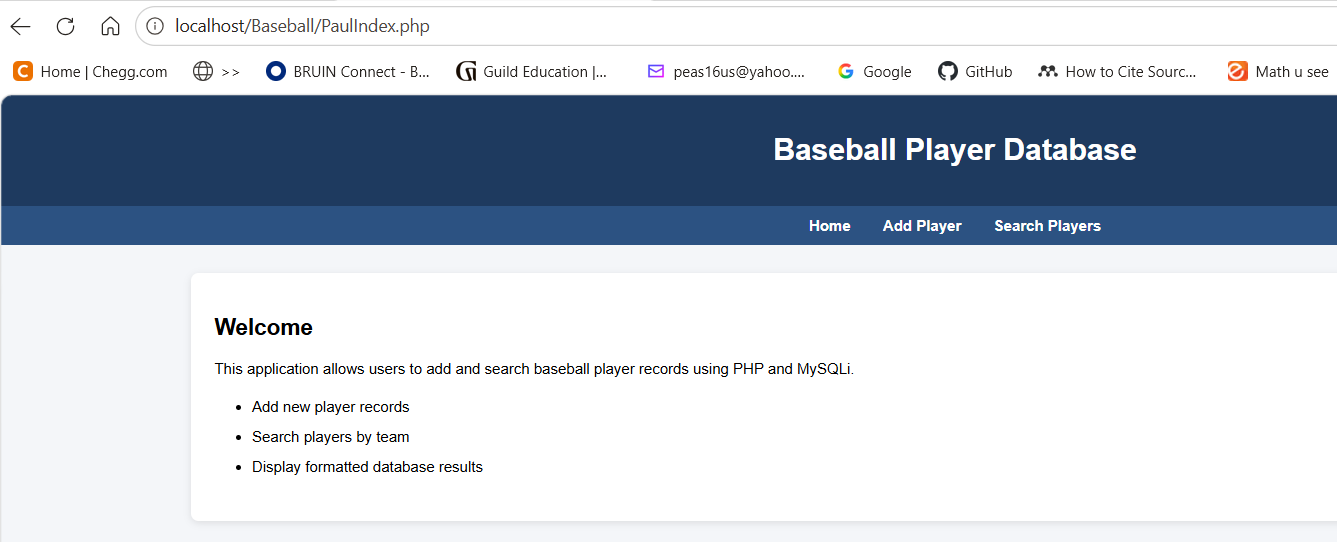 localhost/Baseball/PaulIndex.php
Home | Chegg.com >> BRUIN Connect - B... Guild Education |... peas16us@yahoo.... Google GitHub How to Cite Sourc... Math u see
Baseball Player Database
Home Add Player Search Players
Welcome
This application allows users to add and search baseball player records using PHP and MySQLi.
• Add new player records
• Search players by team
• Display formatted database results